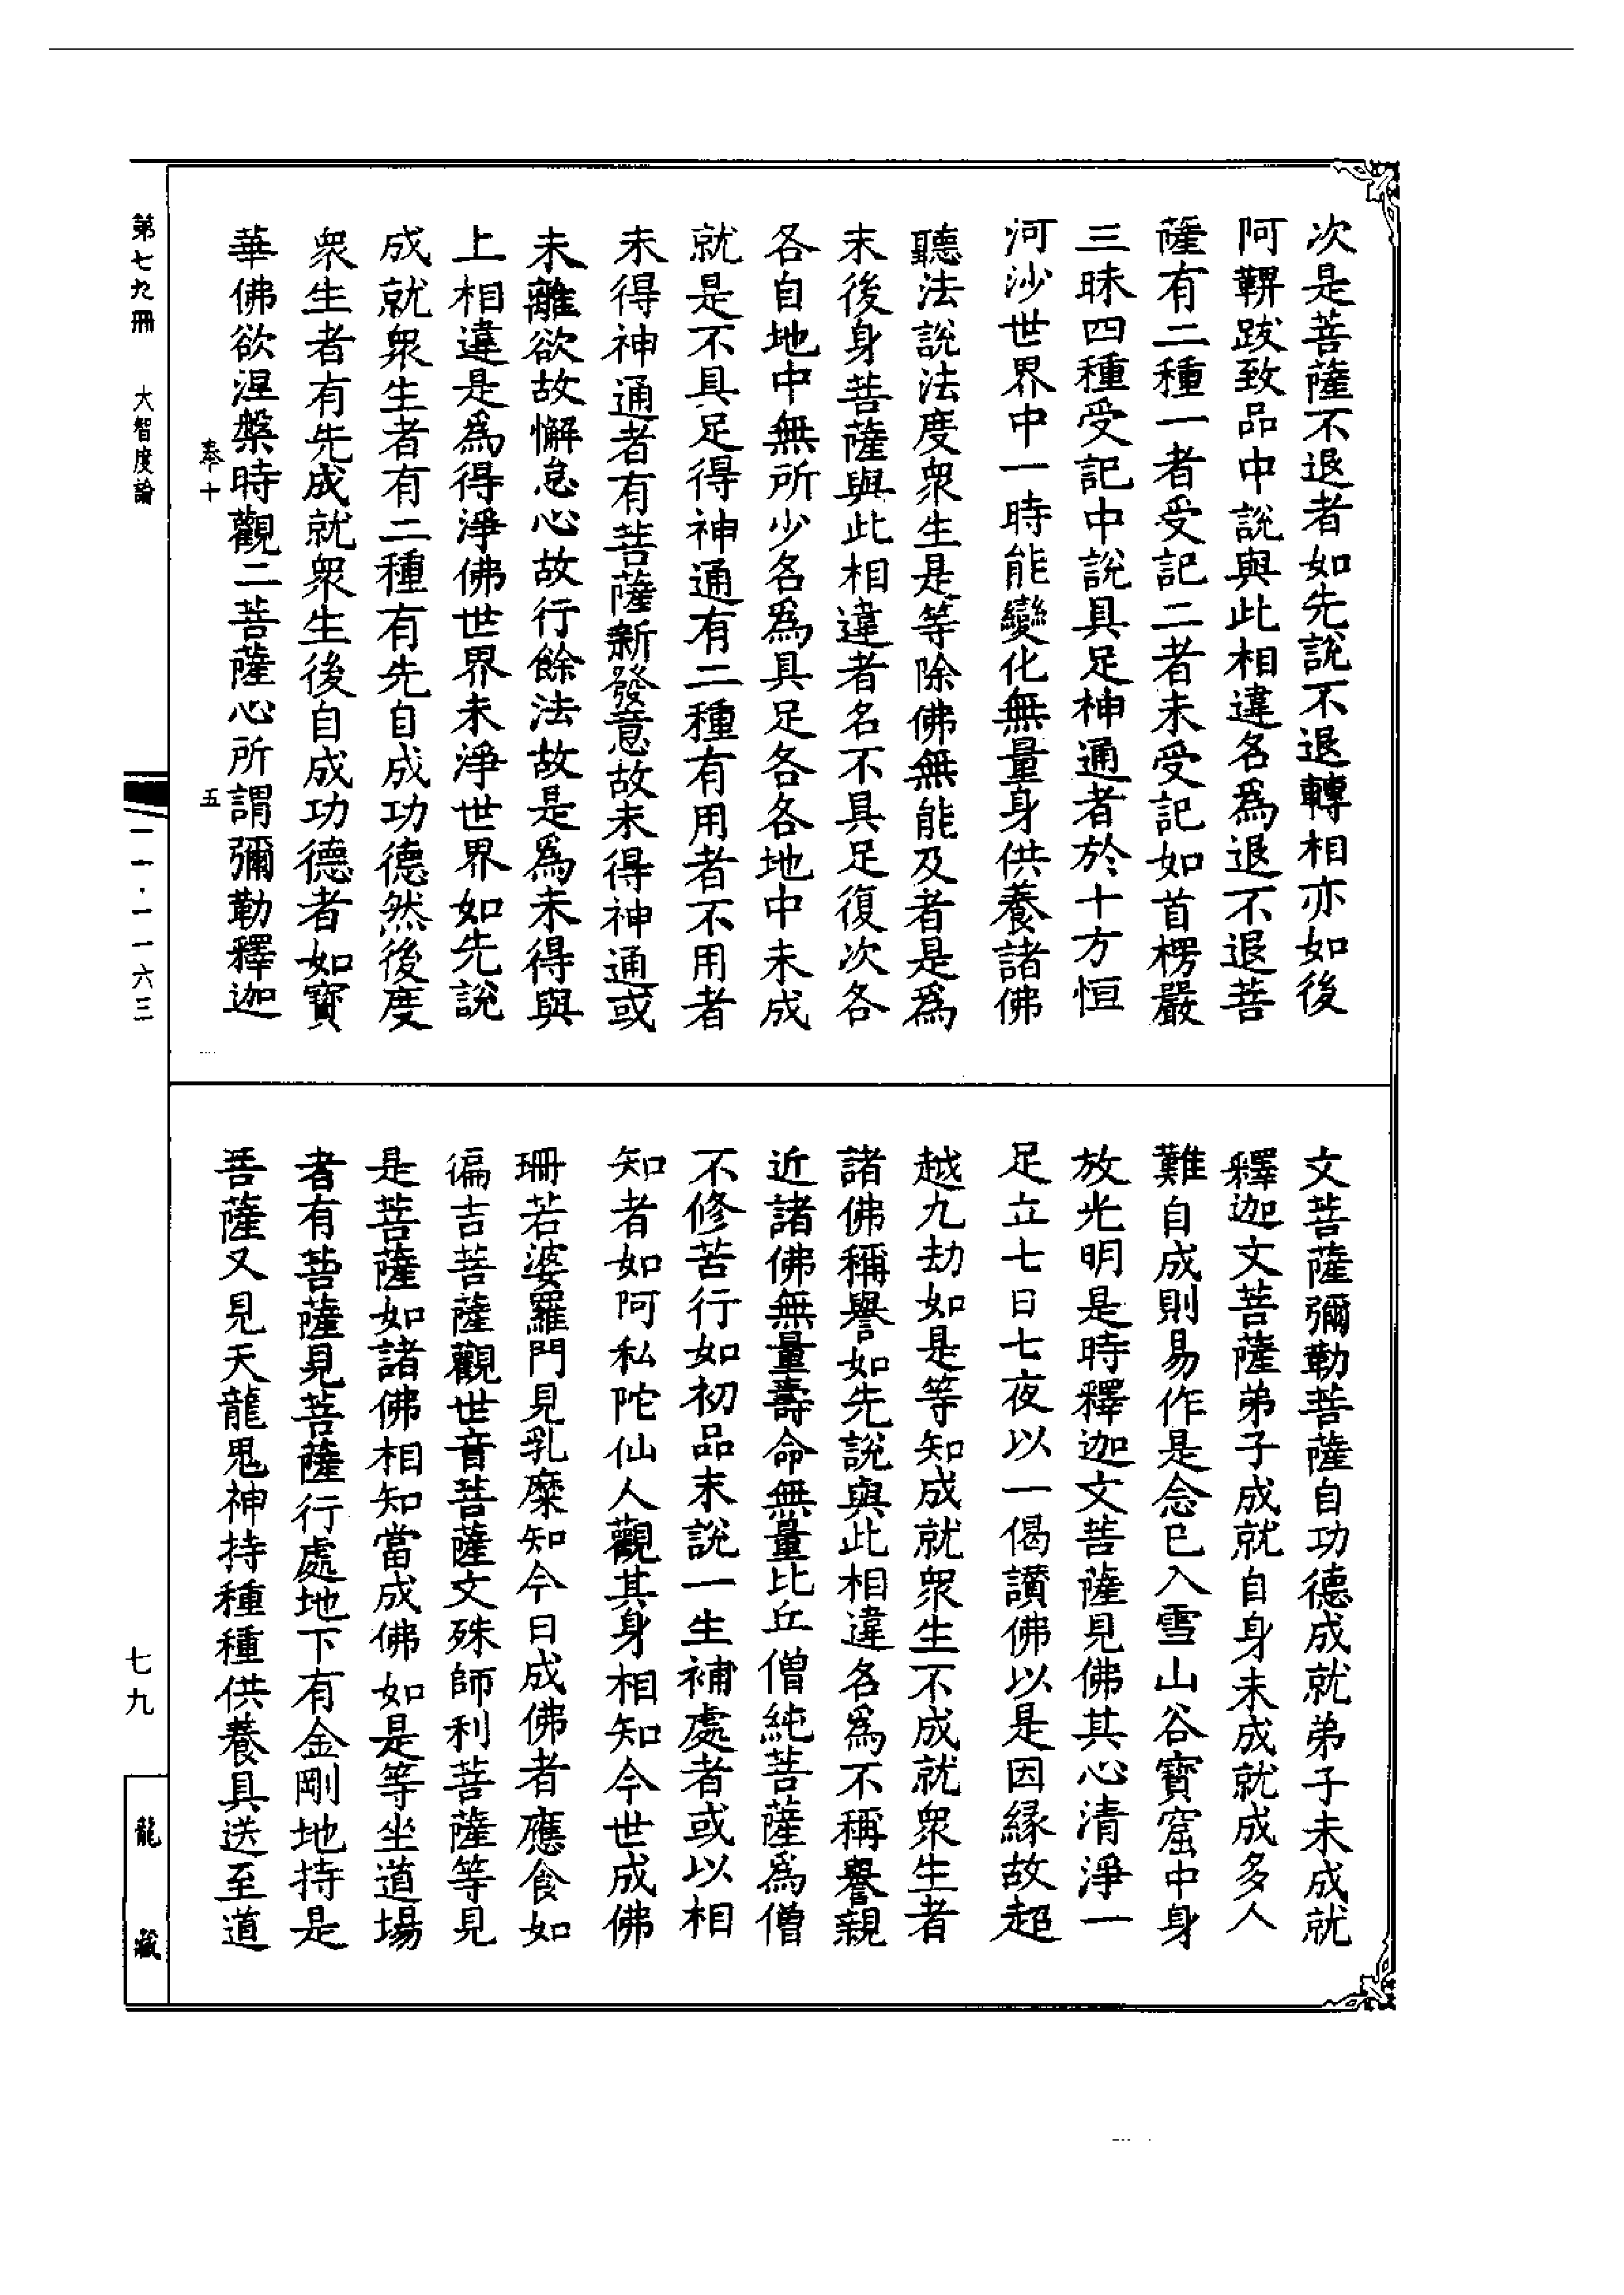 次是菩薩不退者如先說不退轉相亦如後
阿鞞跋致品中說與此相違名爲退不退菩
薩有二種一者受記二者未受記如首楞嚴
三昧四種受記中說具足神通者於十方恒
河沙世界中一時能變化無量身供養諸佛
聽法說法度衆生是等除佛無能及者是爲
末後身菩薩與此相違者名不具足復次各
各自地中無所少名爲具足各各地中未成
就是不具足得神通有二種有用者不用者
未得神通者有菩薩新發意故未得神通或
未離欲故懈怠心故行餘法故是爲未得與
上相違是爲得淨佛世界未淨世界如先說
成就衆生者有二種有先自成功德然後度
衆生者有先成就衆生後自成功德者如寶
華佛欲涅槃時觀二菩薩心所謂彌勒釋迦
奉十 五
文菩薩彌勒菩薩自功德成就弟子未成就
釋迦文菩薩弟子成就自身未成就成多人
難自成則易作是念已入雪山谷寶窟中身
放光明是時釋迦文菩薩見佛其心清淨一
足立七日七夜以一偈讚佛以是因緣故超
越九劫如是等知成就衆生不成就衆生者
諸佛稱譽如先說與此相違名爲不稱譽親
近諸佛無量壽命無量比丘僧純菩薩爲僧
不修苦行如初品末說一生補處者或以相
知者如阿私陀仙人觀其身相知今世成佛
珊若婆羅門見乳糜知今日成佛者應食如
徧吉菩薩觀世音菩薩文殊師利菩薩等見
是菩薩如諸佛相知當成佛如是等坐道場
者有菩薩見菩薩行處地下有金剛地持是
菩薩又見天龍鬼神持種種供養具送至道
第七九冊 大智度論
一一一·一一六三
七九
龍藏